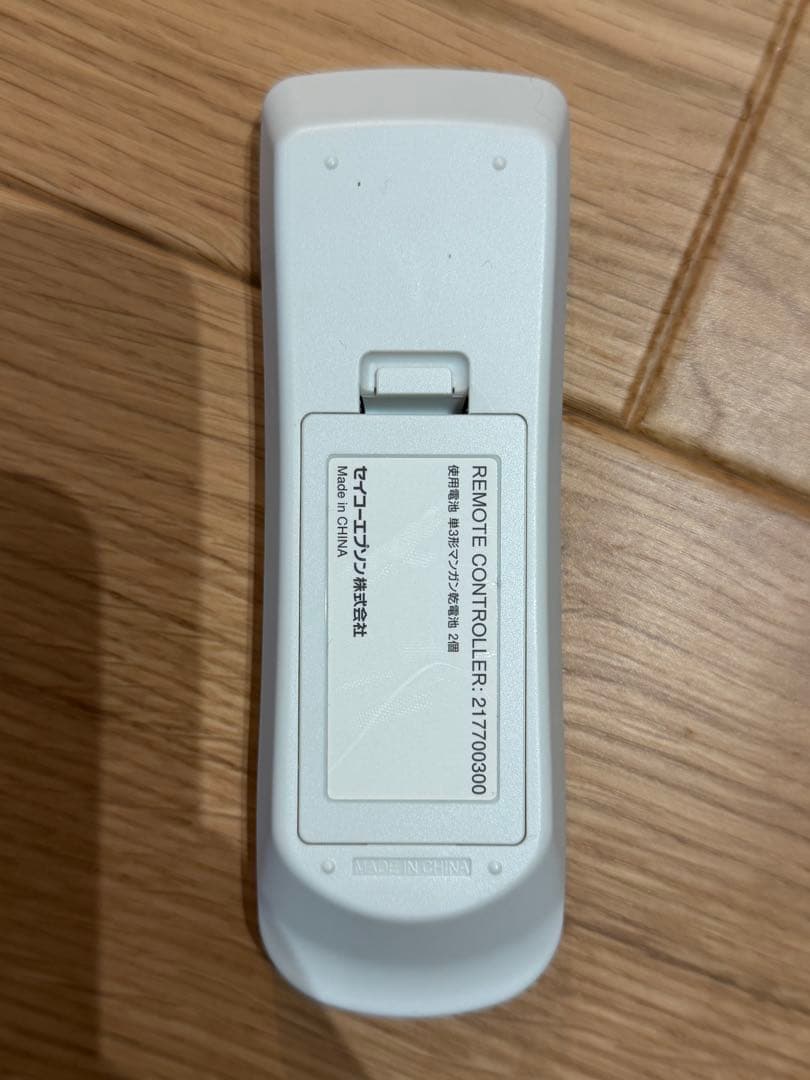 REMOTE CONTROLLER: 217700300
使用電池 単3形マンガン乾電池 2個
セイコーエプソン株式会社
Made in CHINA
MADE IN CHINA